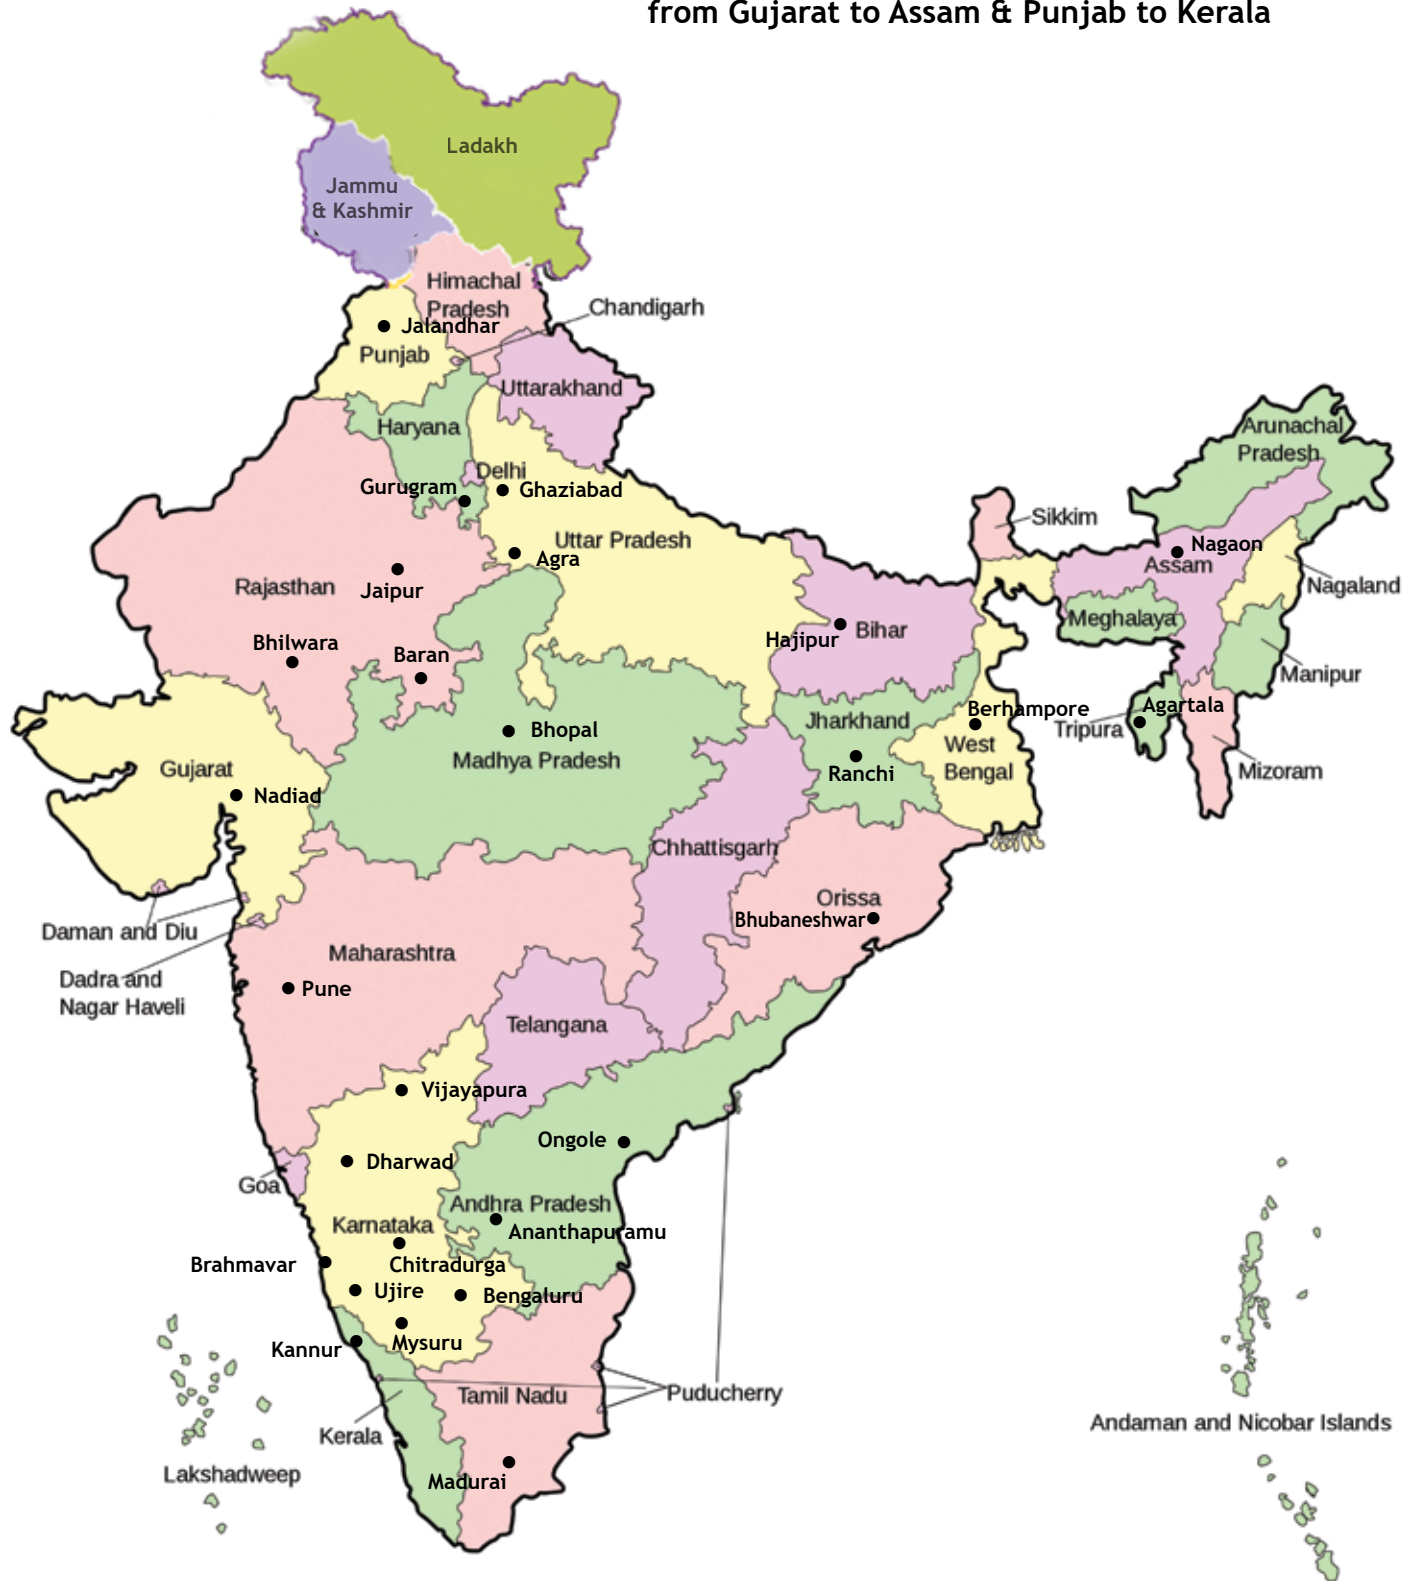 from Gujarat to Assam & Punjab to Kerala
Ladakh
Jammu
& Kashmir
Himachal
Pradesh
Chandigarh
Jalandhar
Punjab
Uttarakhand
Haryana
Delhi
Gurugram
Ghaziabad
Uttar Pradesh
Agra
Rajasthan
Jaipur
Bhilwara
Baran
Hajipur
Bihar
Sikkim
Arunachal
Pradesh
Nagaon
Assam
Nagaland
Meghalaya
Manipur
Agartala
Tripura
Mizoram
Berhampore
West
Bengal
Jharkhand
Ranchi
Bhopal
Madhya Pradesh
Gujarat
Nadiad
Chhattisgarh
Orissa
Bhubaneshwar
Daman and Diu
Dadra and
Nagar Haveli
Maharashtra
Pune
Telangana
Vijayapura
Ongole
Dharwad
Goa
Andhra Pradesh
Ananthapuramu
Karnataka
Chitradurga
Brahmavar
Ujire
Bengaluru
Mysuru
Kannur
Tamil Nadu
Puducherry
Kerala
Lakshadweep
Madurai
Andaman and Nicobar Islands